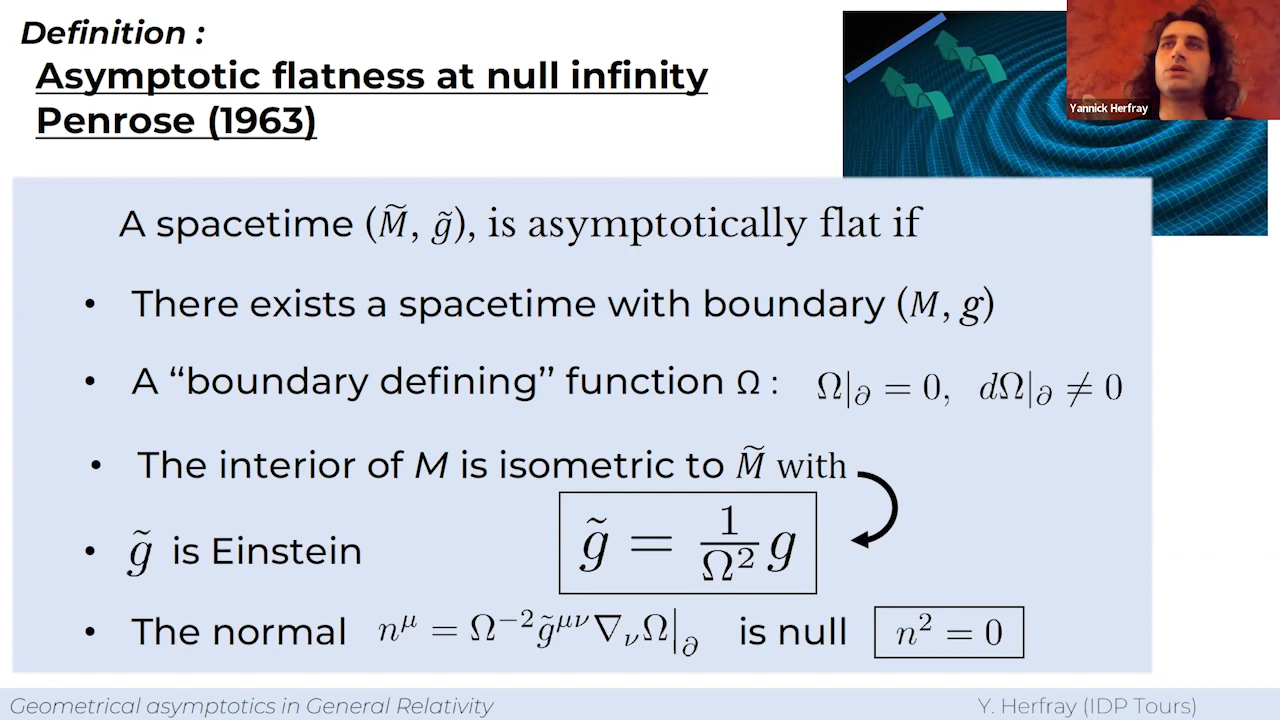 Definition :
Asymptotic flatness at null infinity
Penrose (1963)
Yannick Herfray
A spacetime (M̃, g̃), is asymptotically flat if
• There exists a spacetime with boundary (M, g)
• A “boundary defining” function Ω : Ω|∂ = 0, dΩ|∂ ≠ 0
• The interior of M is isometric to M̃ with
g̃ = 1/Ω² g
• g̃ is Einstein
• The normal n^μ = Ω⁻² g̃^{μν} ∇_ν Ω|∂ is null n² = 0
Geometrical asymptotics in General Relativity
Y. Herfray (IDP Tours)